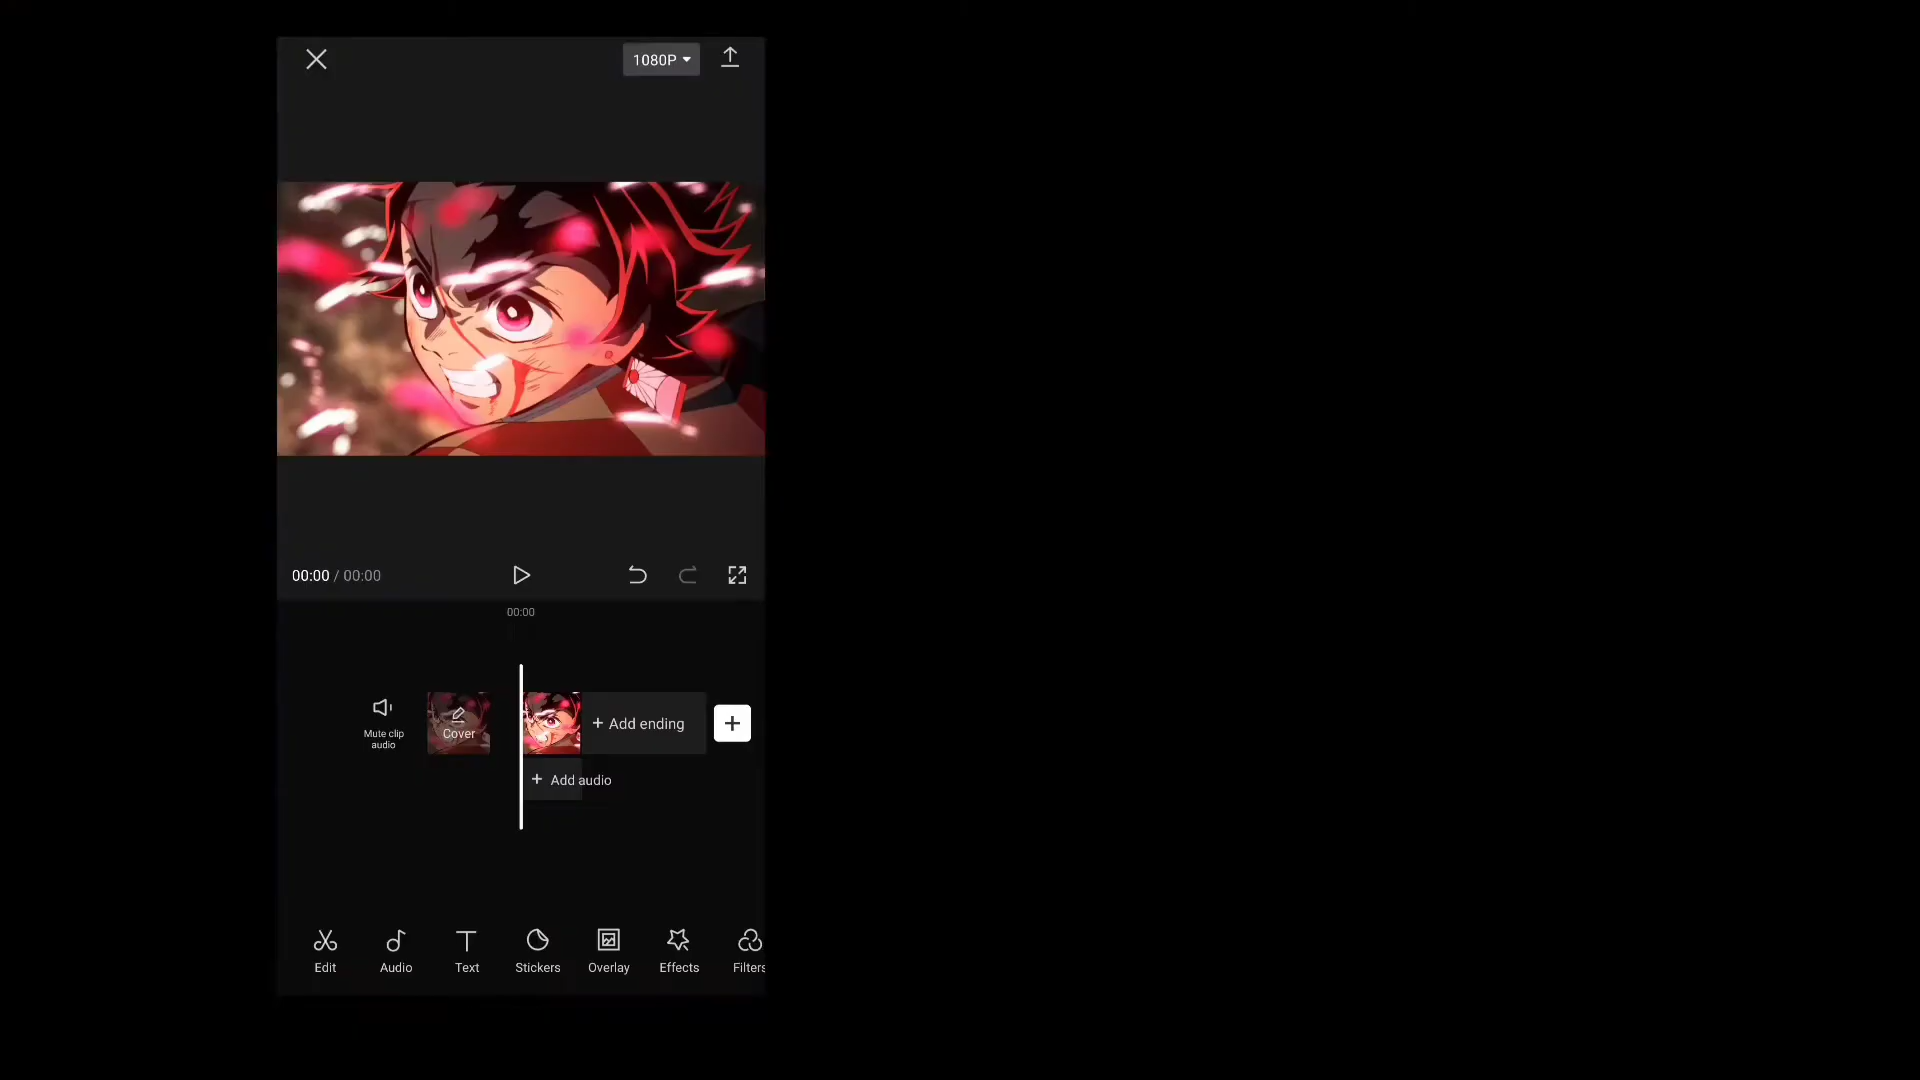 1080P
00:00 / 00:00
00:00
Mute clip
audio
Cover
+ Add ending
+ Add audio
Edit
Audio
Text
Stickers
Overlay
Effects
Filters